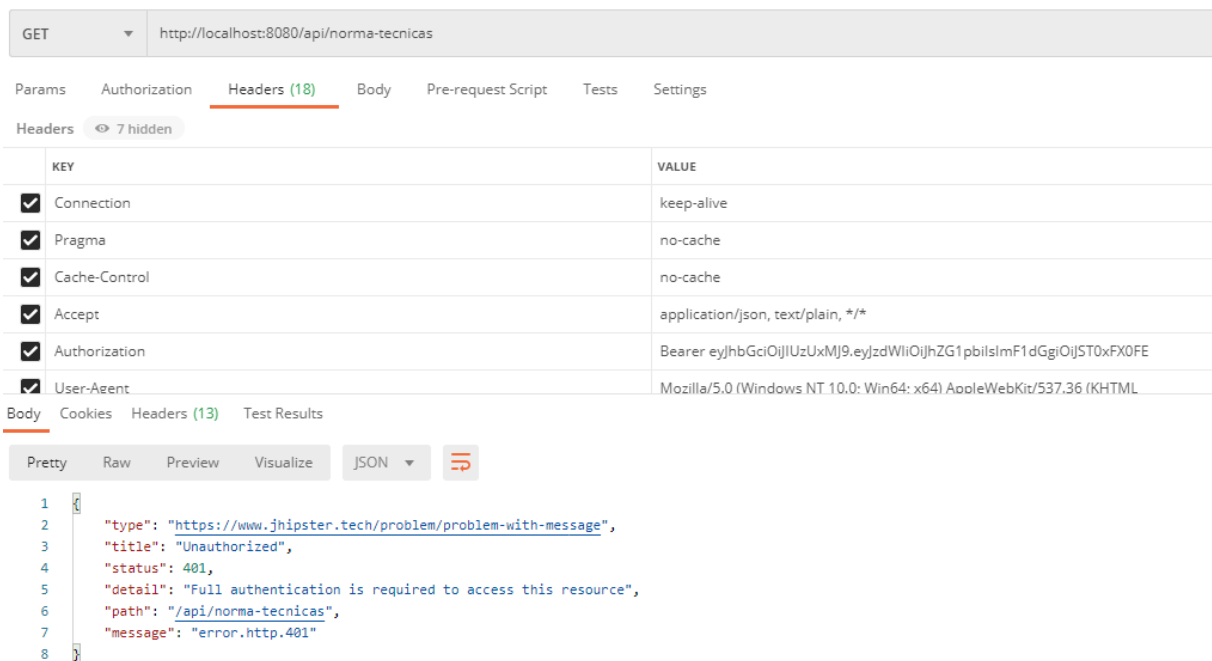 GET http://localhost:8080/api/norma-tecnicas
Params Authorization Headers (18) Body Pre-request Script Tests Settings
Headers 7 hidden
KEY VALUE
Connection keep-alive
Pragma no-cache
Cache-Control no-cache
Accept application/json, text/plain, */*
Authorization Bearer eyJhbGciOiJIUzUxMJ9.eyJzdWIiOiJhZG1pbiIsImF1dGgiOiJST0xFX0FE
User-Agent Mozilla/5.0 (Windows NT 10.0; Win64; x64) AppleWebKit/537.36 (KHTML
Body Cookies Headers (13) Test Results
Pretty Raw Preview Visualize JSON
1 {
2 "type": "https://www.jhipster.tech/problem/problem-with-message",
3 "title": "Unauthorized",
4 "status": 401,
5 "detail": "Full authentication is required to access this resource",
6 "path": "/api/norma-tecnicas",
7 "message": "error.http.401"
8 }